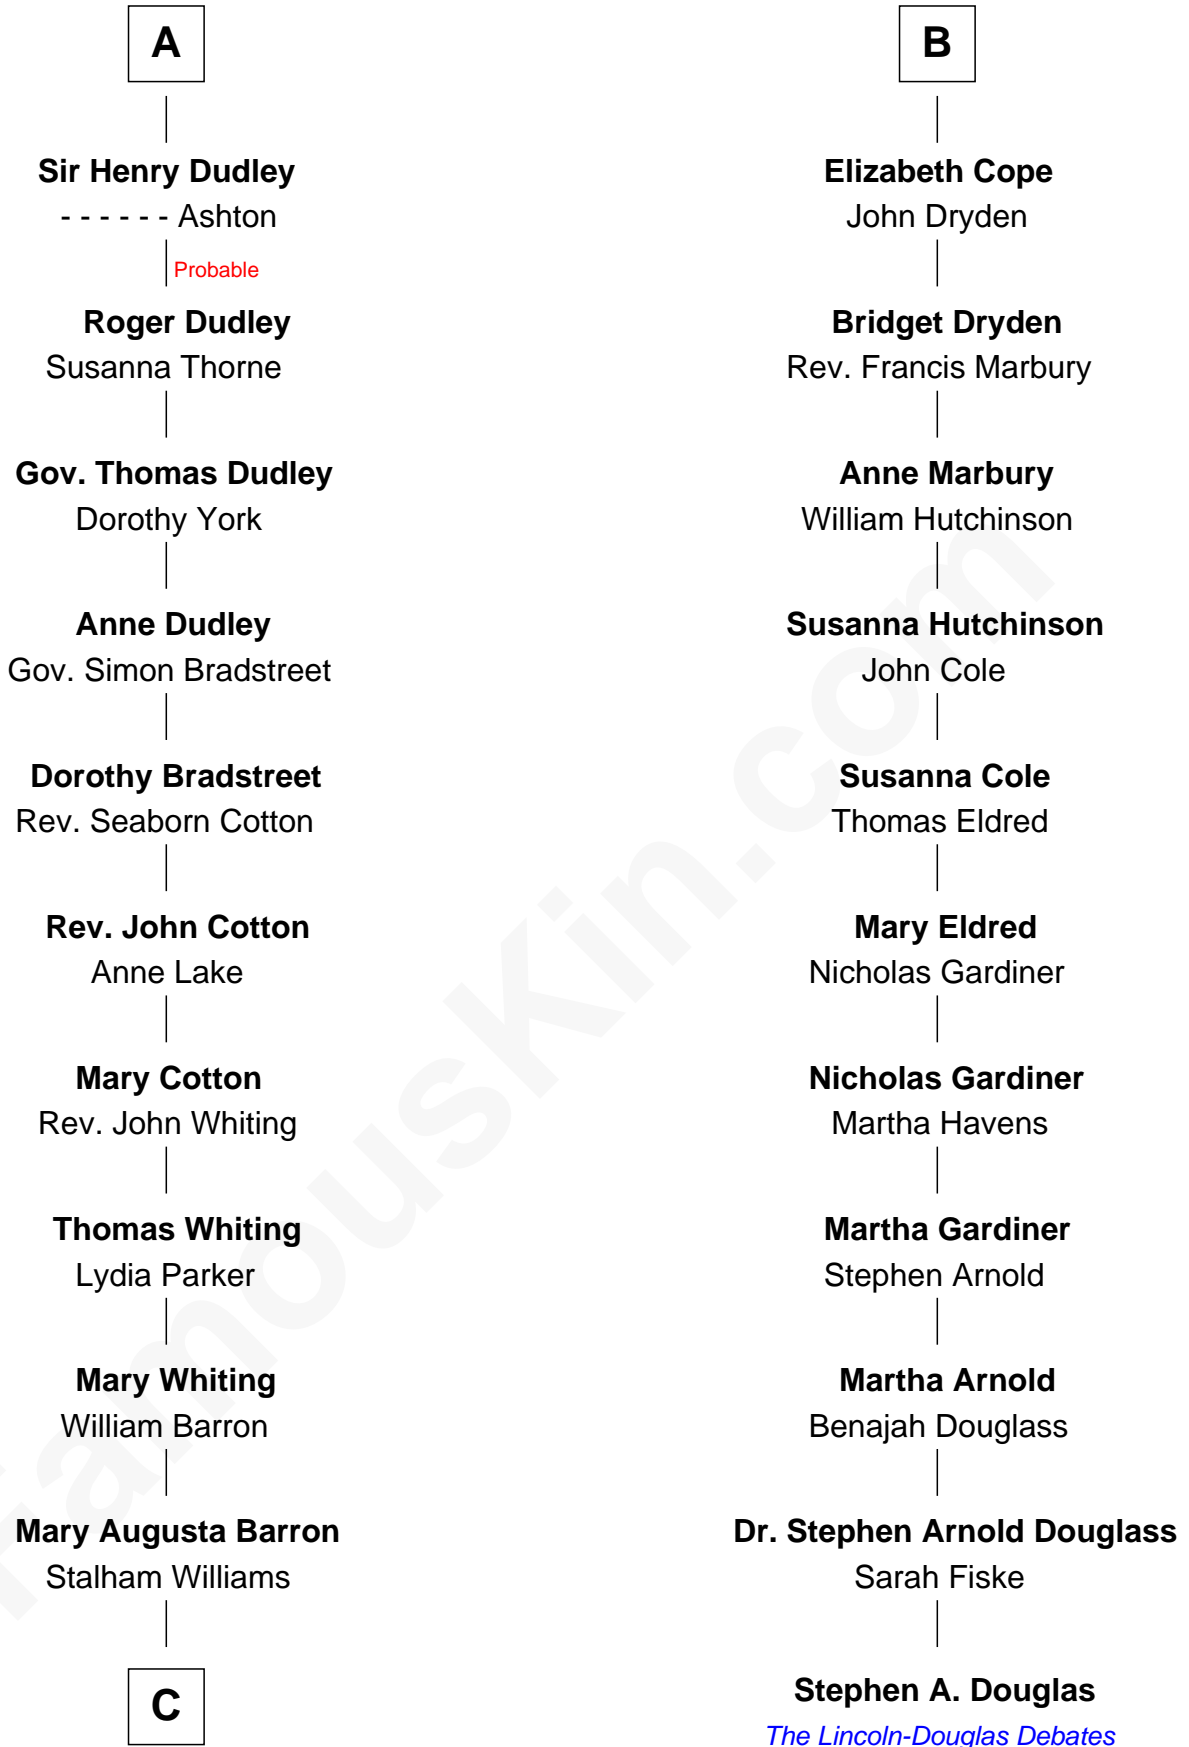 A
Sir Henry Dudley
- - - - - - Ashton
Probable
Roger Dudley
Susanna Thorne
Gov. Thomas Dudley
Dorothy York
Anne Dudley
Gov. Simon Bradstreet
Dorothy Bradstreet
Rev. Seaborn Cotton
Rev. John Cotton
Anne Lake
Mary Cotton
Rev. John Whiting
Thomas Whiting
Lydia Parker
Mary Whiting
William Barron
Mary Augusta Barron
Stalham Williams
C
B
Elizabeth Cope
John Dryden
Bridget Dryden
Rev. Francis Marbury
Anne Marbury
William Hutchinson
Susanna Hutchinson
John Cole
Susanna Cole
Thomas Eldred
Mary Eldred
Nicholas Gardiner
Nicholas Gardiner
Martha Havens
Martha Gardiner
Stephen Arnold
Martha Arnold
Benajah Douglass
Dr. Stephen Arnold Douglass
Sarah Fiske
Stephen A. Douglas
The Lincoln-Douglas Debates
FamousKin.com